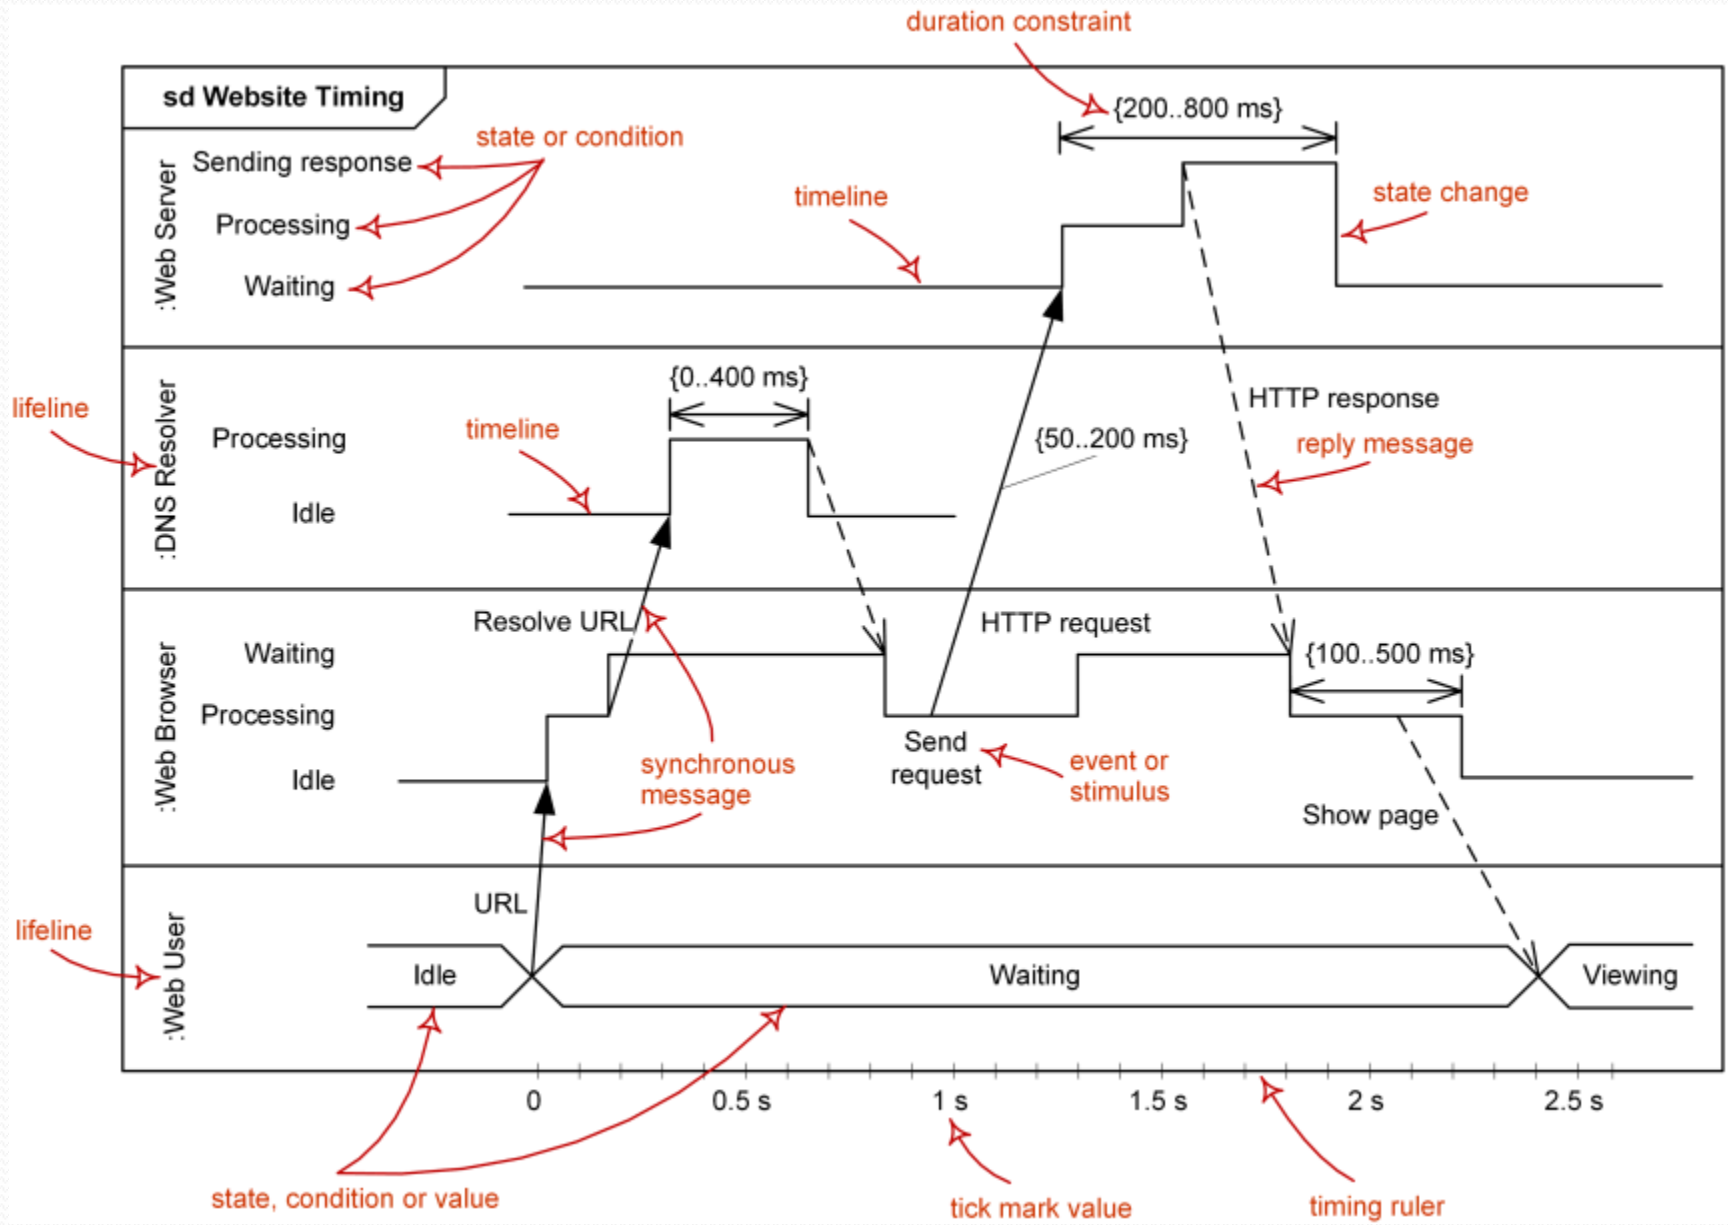 duration constraint
sd Website Timing
{200..800 ms}
state or condition
Sending response
timeline
state change
Processing
Waiting
:Web Server
{0..400 ms}
lifeline
HTTP response
timeline
Processing
{50..200 ms}
reply message
Idle
:DNS Resolver
Resolve URL
HTTP request
Waiting
{100..500 ms}
Processing
Send
request
event or
stimulus
synchronous
message
Idle
:Web Browser
Show page
URL
lifeline
Idle
Waiting
Viewing
:Web User
0
0.5 s
1 s
1.5 s
2 s
2.5 s
state, condition or value
tick mark value
timing ruler